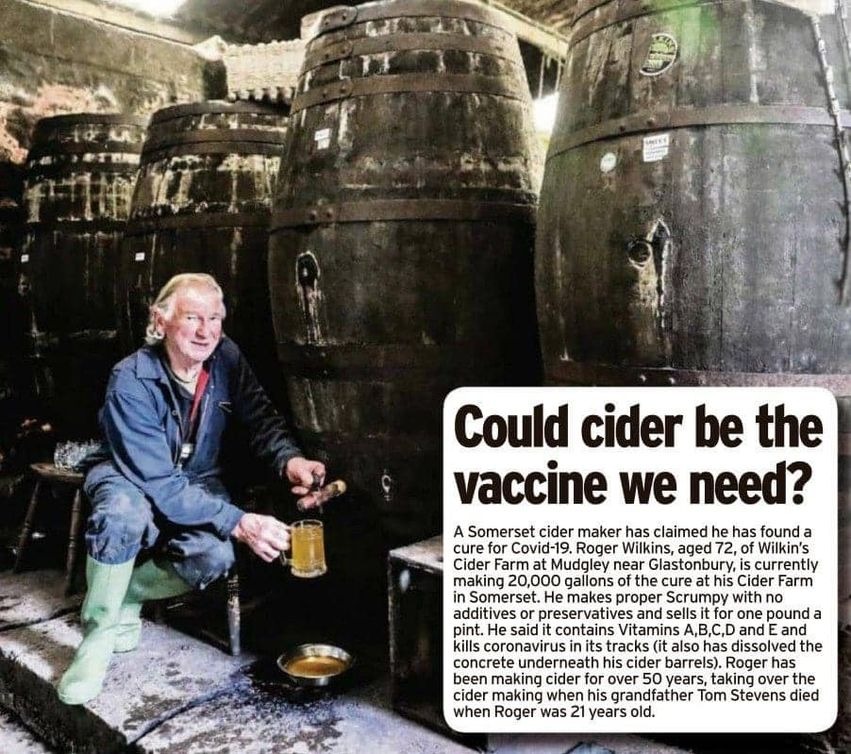 Could cider be the
vaccine we need?
A Somerset cider maker has claimed he has found a
cure for Covid-19. Roger Wilkins, aged 72, of Wilkin's
Cider Farm at Mudgley near Glastonbury, is currently
making 20,000 gallons of the cure at his Cider Farm
in Somerset. He makes proper Scrumpy with no
additives or preservatives and sells it for one pound a
pint. He said it contains Vitamins A,B,C,D and E and
kills coronavirus in its tracks (it also has dissolved the
concrete underneath his cider barrels). Roger has
been making cider for over 50 years, taking over the
cider making when his grandfather Tom Stevens died
when Roger was 21 years old.